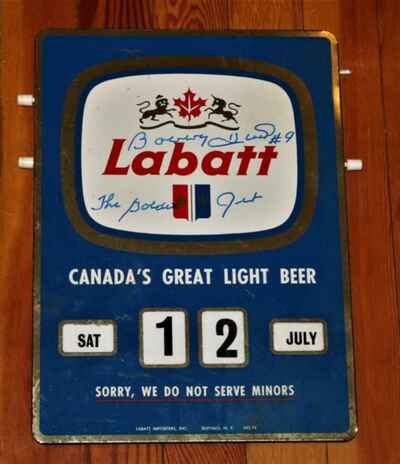 Bobby Hull #9
Labatt
The Golden Jet
CANADA'S GREAT LIGHT BEER
SAT 1 2 JULY
SORRY, WE DO NOT SERVE MINORS
LABATT IMPORTERS, INC. BUFFALO, N. Y.